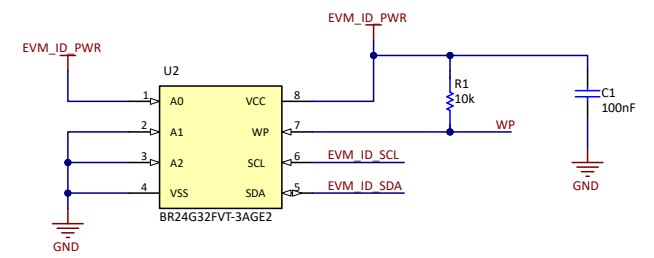 EVM_ID_PWR
EVM_ID_PWR
U2
1 A0 VCC 8
R1
10k
C1
100nF
2 A1 WP 7 WP
3 A2 SCL 6 EVM_ID_SCL
4 VSS SDA 5 EVM_ID_SDA
GND
BR24G32FVT-3AGE2
GND